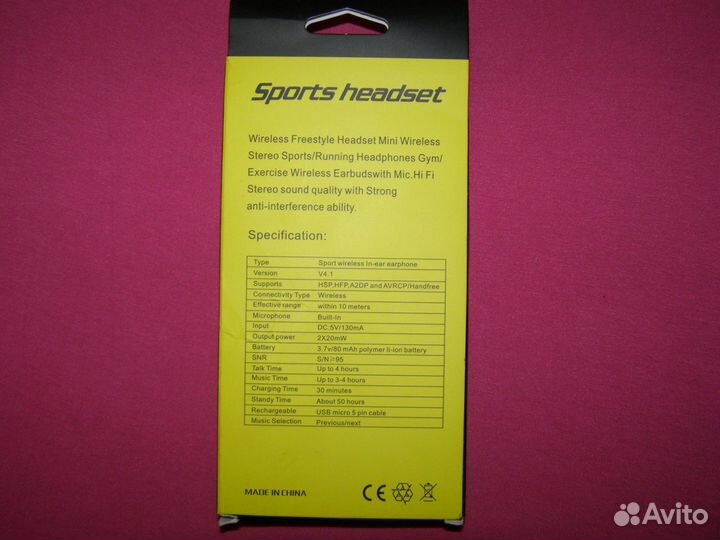 Sports headset
Wireless Freestyle Headset Mini Wireless
Stereo Sports/Running Headphones Gym/
Exercise Wireless Earbudswith Mic.Hi Fi
Stereo sound quality with Strong
anti-interference ability.
Specification:
Type Sport wireless in-ear earphone
Version V4.1
Supports HSP,HFP,A2DP and AVRCP/Handfree
Connectivity Type Wireless
Effective range within 10 meters
Microphone Built-in
Input DC:5V/130mA
Output power 2X20mW
Battery 3.7v/80 mAh polymer li-ion battery
SNR S/N≥95
Talk Time Up to 4 hours
Music Time Up to 3-4 hours
Charging Time 30 minutes
Standy Time About 50 hours
Rechargeable USB micro 5 pin cable
Music Selection Previous/next
MADE IN CHINA CE
Avito